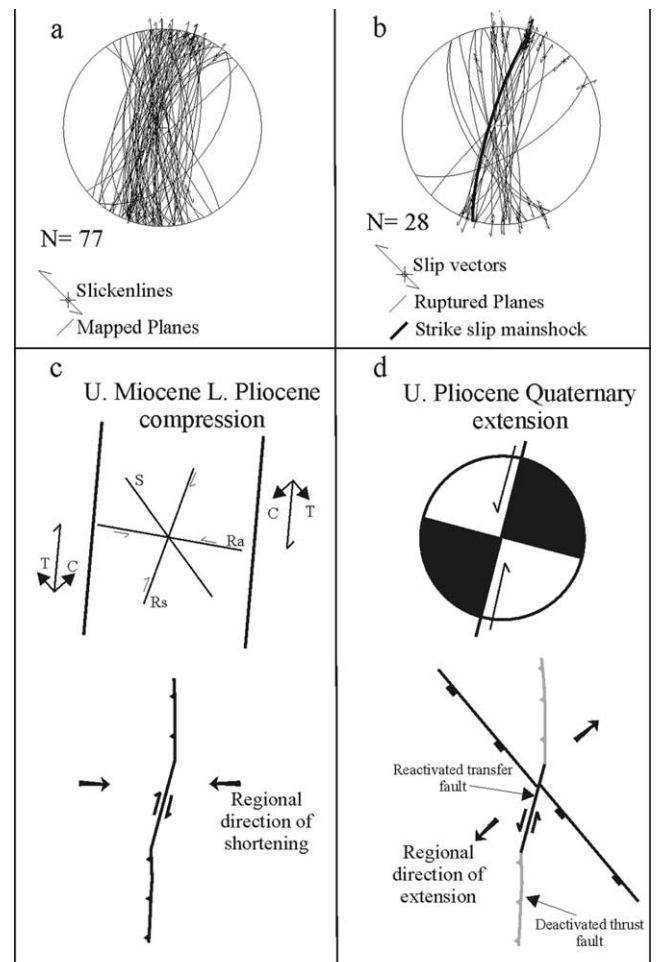 a
N= 77
Slickenlines
Mapped Planes
b
N= 28
Slip vectors
Ruptured Planes
Strike slip mainshock
c
U. Miocene L. Pliocene
compression
S
C
T
T
C
Ra
Rs
Regional
direction of
shortening
d
U. Pliocene Quaternary
extension
Reactivated transfer
fault
Regional
direction of
extension
Deactivated thrust
fault